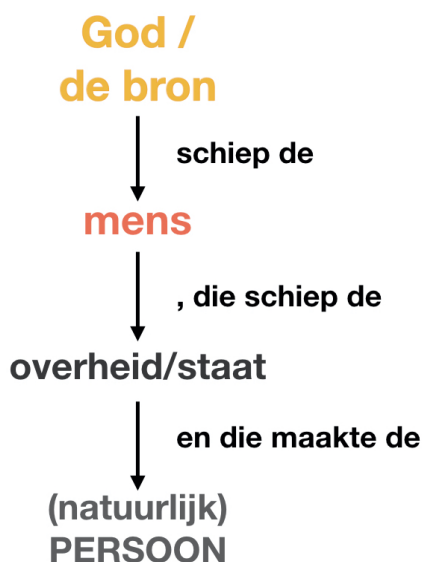 God /
de bron
schiep de
mens
, die schiep de
overheid/staat
en die maakte de
(natuurlijk)
PERSOON